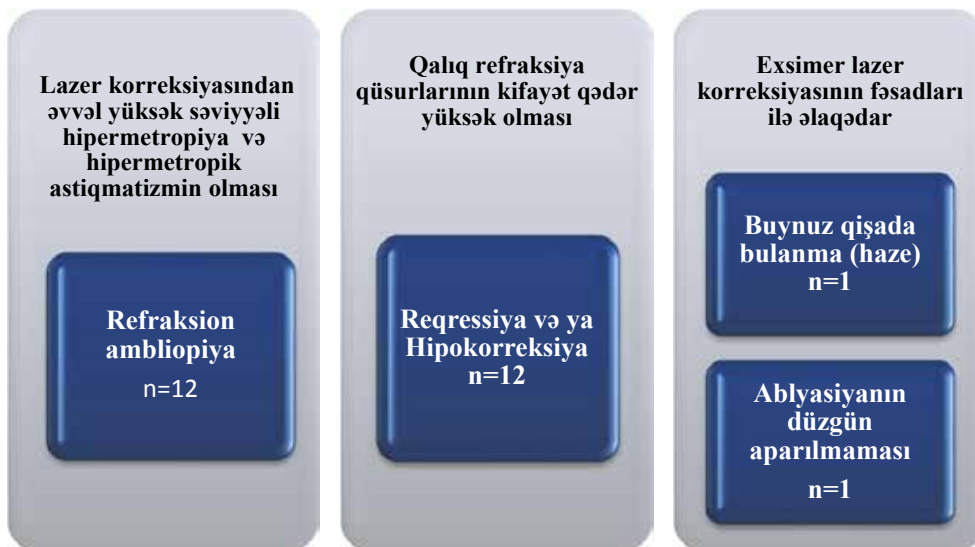 Lazer korreksiyasından
əvvəl yüksək səviyyəli
hipermetropiya və
hipermetropik
astiqmatizmin olması
Refraksion
ambliopiya
n=12
Qalıq refraksiya
qüsurlarının kifayət qədər
yüksək olması
Reqressiya və ya
Hipokorreksiya
n=12
Exsimer lazer
korreksiyasının fəsadları
ilə əlaqədar
Buynuz qişada
bulanma (haze)
n=1
Ablyasiyanın
düzgün
aparılmaması
n=1